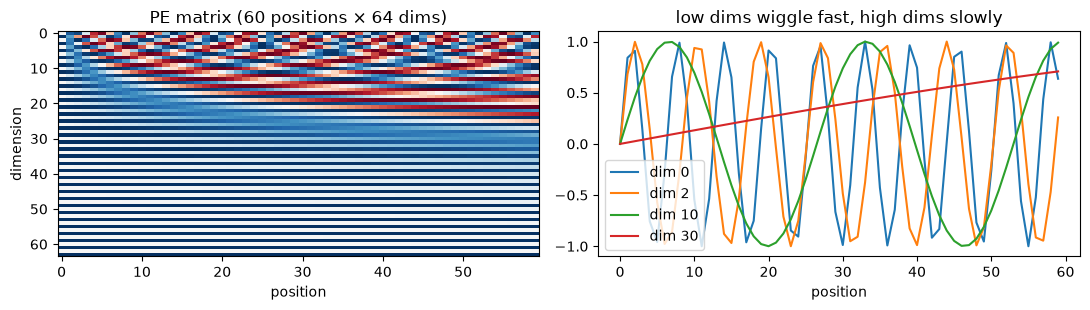 PE matrix (60 positions × 64 dims)
dimension
0
10
20
30
40
50
60
0
10
20
30
40
50
position
low dims wiggle fast, high dims slowly
1.0
0.5
0.0
−0.5
−1.0
dim 0
dim 2
dim 10
dim 30
0
10
20
30
40
50
60
position